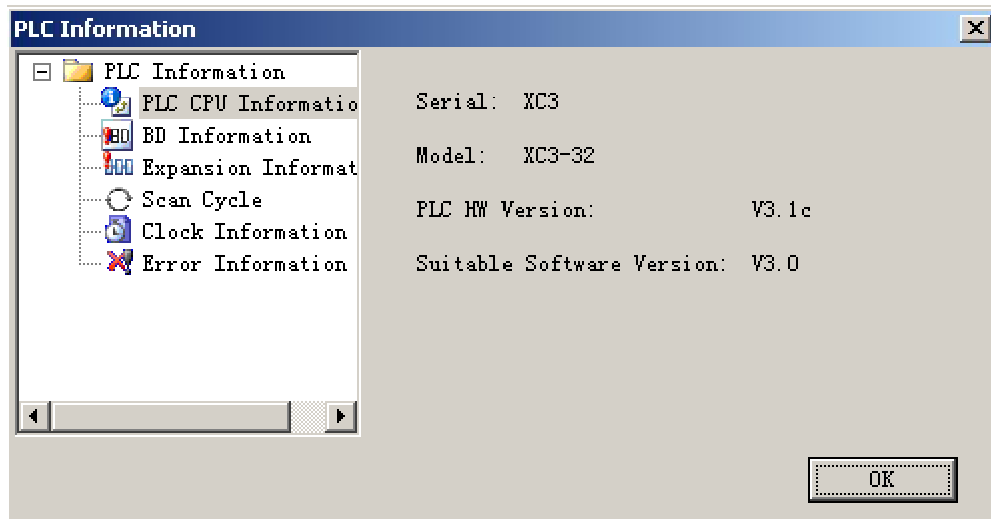 PLC Information
PLC Information
PLC CPU Informatio
BD Information
Expansion Informat
Scan Cycle
Clock Information
Error Information
Serial: XC3
Model: XC3-32
PLC HW Version: V3.1c
Suitable Software Version: V3.0
OK